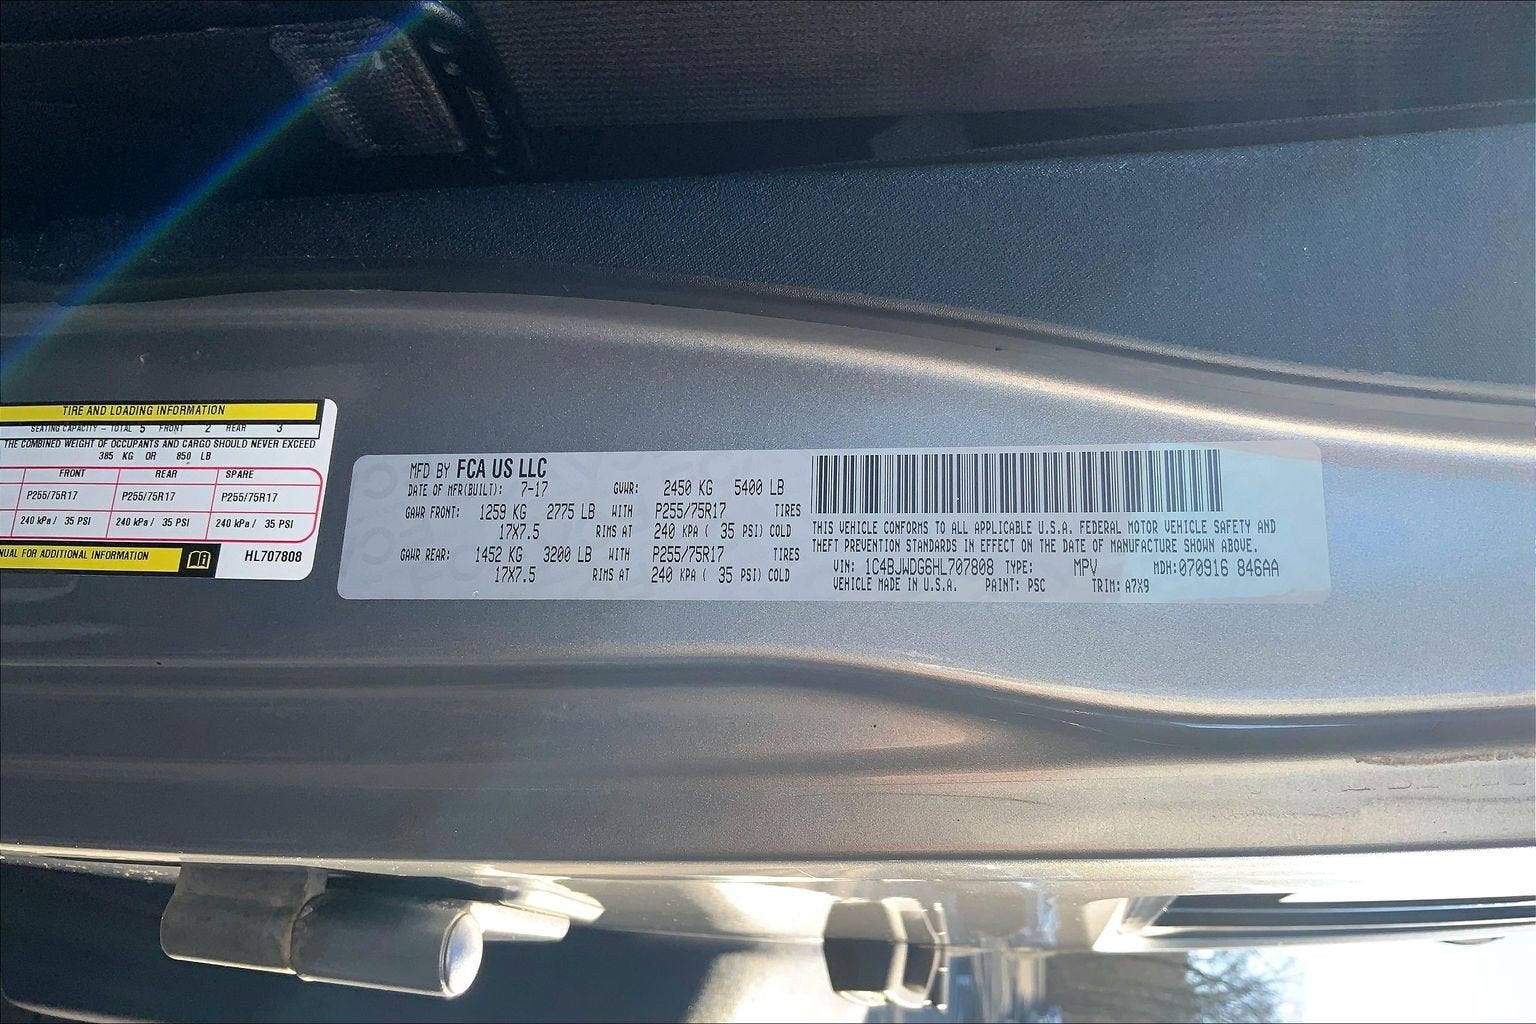 TIRE AND LOADING INFORMATION
SEATING CAPACITY - TOTAL 5 FRONT 2 REAR 3
THE COMBINED WEIGHT OF OCCUPANTS AND CARGO SHOULD NEVER EXCEED
385 KG OR 850 LB
FRONT REAR SPARE
P255/75R17 P255/75R17 P255/75R17
240 kPa / 35 PSI 240 kPa / 35 PSI 240 kPa / 35 PSI
FOR ADDITIONAL INFORMATION
HL707808
MFD BY FCA US LLC
DATE OF MFR(BUILT): 7-17 GVWR: 2450 KG 5400 LB
GAWR FRONT: 1259 KG 2775 LB WITH P255/75R17 TIRES
17X7.5 RIMS AT 240 KPA ( 35 PSI) COLD
GAWR REAR: 1452 KG 3200 LB WITH P255/75R17 TIRES
17X7.5 RIMS AT 240 KPA ( 35 PSI) COLD
THIS VEHICLE CONFORMS TO ALL APPLICABLE U.S.A. FEDERAL MOTOR VEHICLE SAFETY AND
THEFT PREVENTION STANDARDS IN EFFECT ON THE DATE OF MANUFACTURE SHOWN ABOVE.
VIN: 1C4BJWDG6HL707808 TYPE: MPV MDH:070916 846AA
VEHICLE MADE IN U.S.A. PAINT: PSC TRIM: A7X9